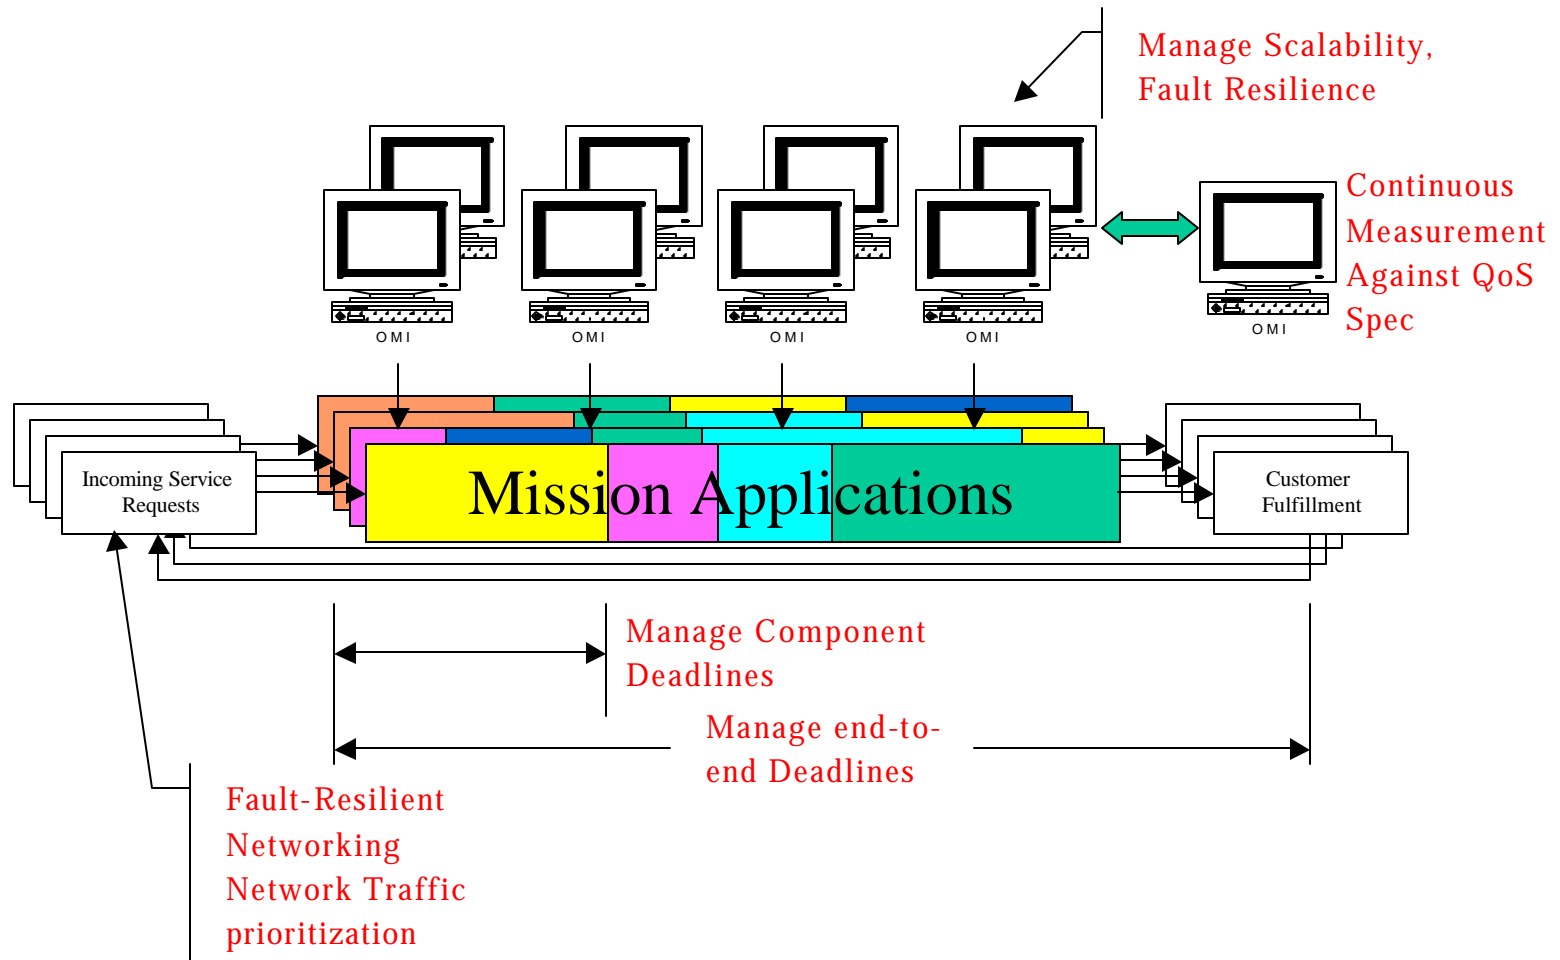 Manage Scalability,
Fault Resilience
Continuous
Measurement
Against QoS
Spec
OMI
OMI
OMI
OMI
OMI
Incoming Service
Requests
Mission Applications
Customer
Fulfillment
Manage Component
Deadlines
Manage end-to-
end Deadlines
Fault-Resilient
Networking
Network Traffic
prioritization